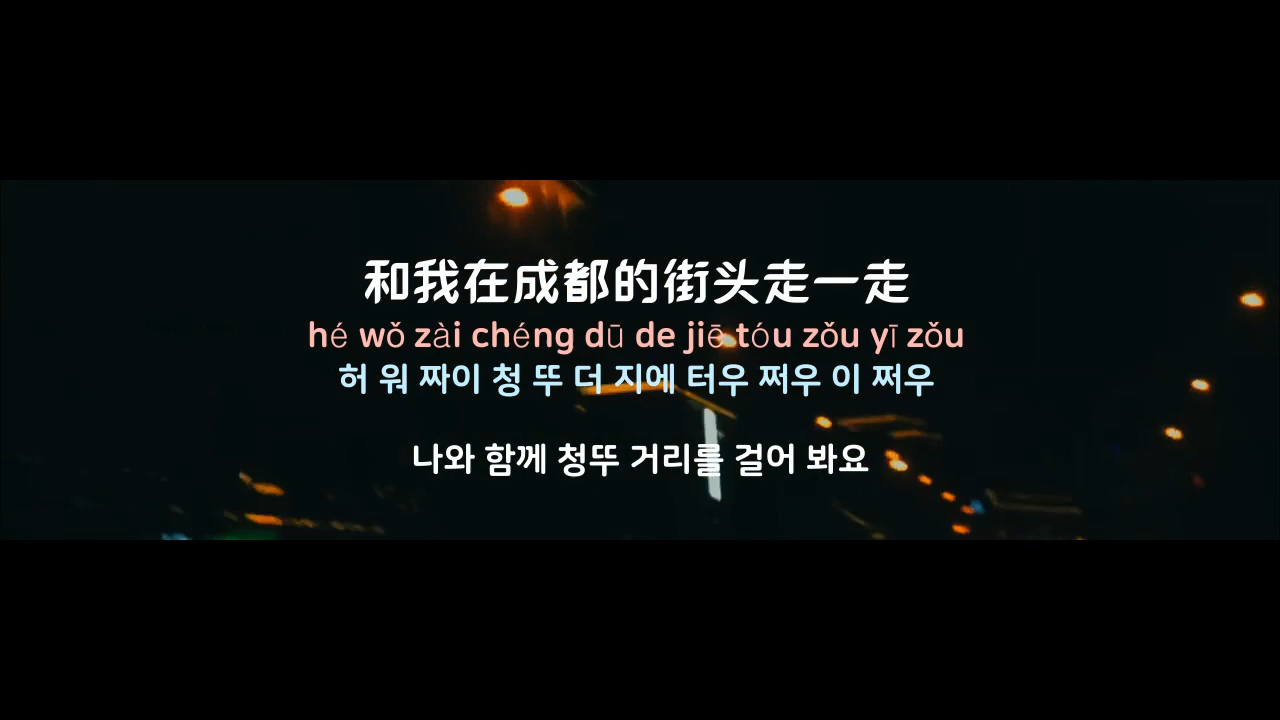 和我在成都的街头走一走
hé wǒ zài chéng dū de jiē tóu zǒu yī zǒu
허 워 짜이 청 뚜 더 지에 터우 쩌우 이 쩌우
나와 함께 청뚜 거리를 걸어 봐요